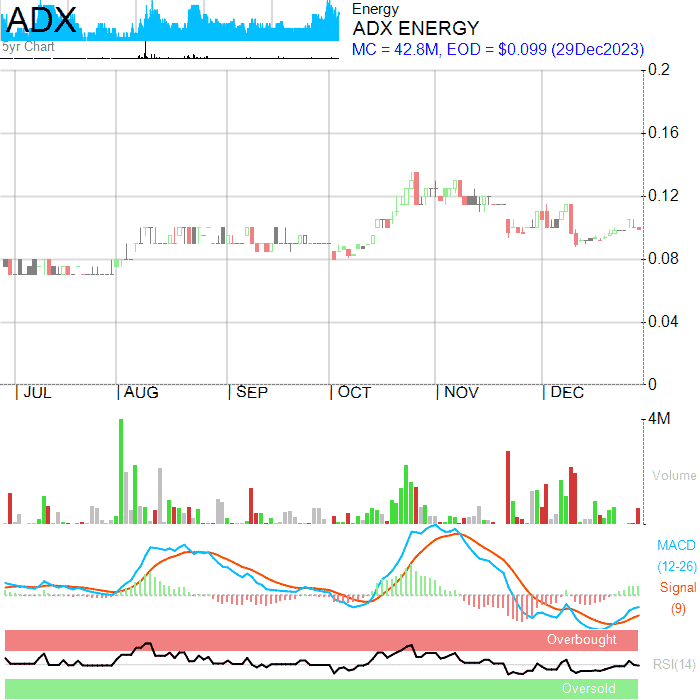 ADX
5yr Chart
Energy
ADX ENERGY
MC = 42.8M, EOD = $0.099 (29Dec2023)
0.2
0.16
0.12
0.08
0.04
0
| JUL | AUG | SEP | OCT | NOV | DEC
4M
Volume
MACD
(12-26)
Signal
(9)
Overbought
RSI(14)
Oversold